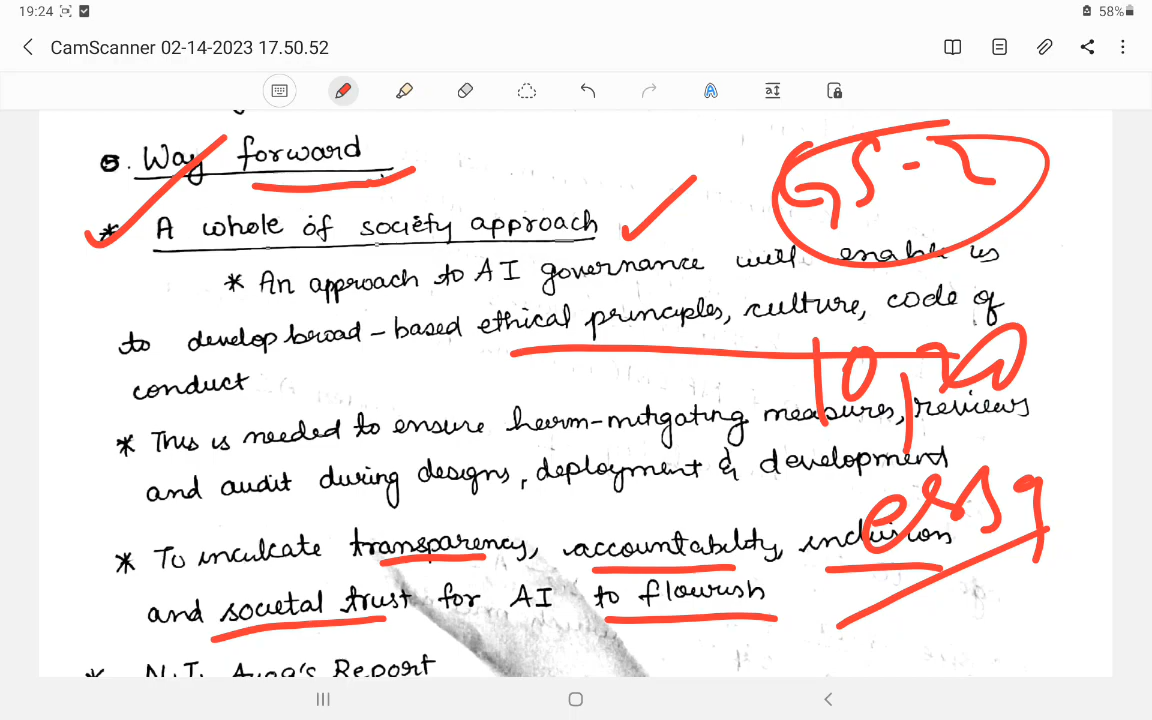 19:24
58%
CamScanner 02-14-2023 17.50.52
5. Way forward
GS-2
* A whole of society approach
* An approach to AI governance will enable us
to develop broad-based ethical principles, culture, code of
conduct
10,
* This is needed to ensure harm-mitigating measures, reviews
and audit during designs, deployment & development
essay
* To inculcate transparency, accountability, inclusion
and societal trust for AI to flourish
* N.I. Report